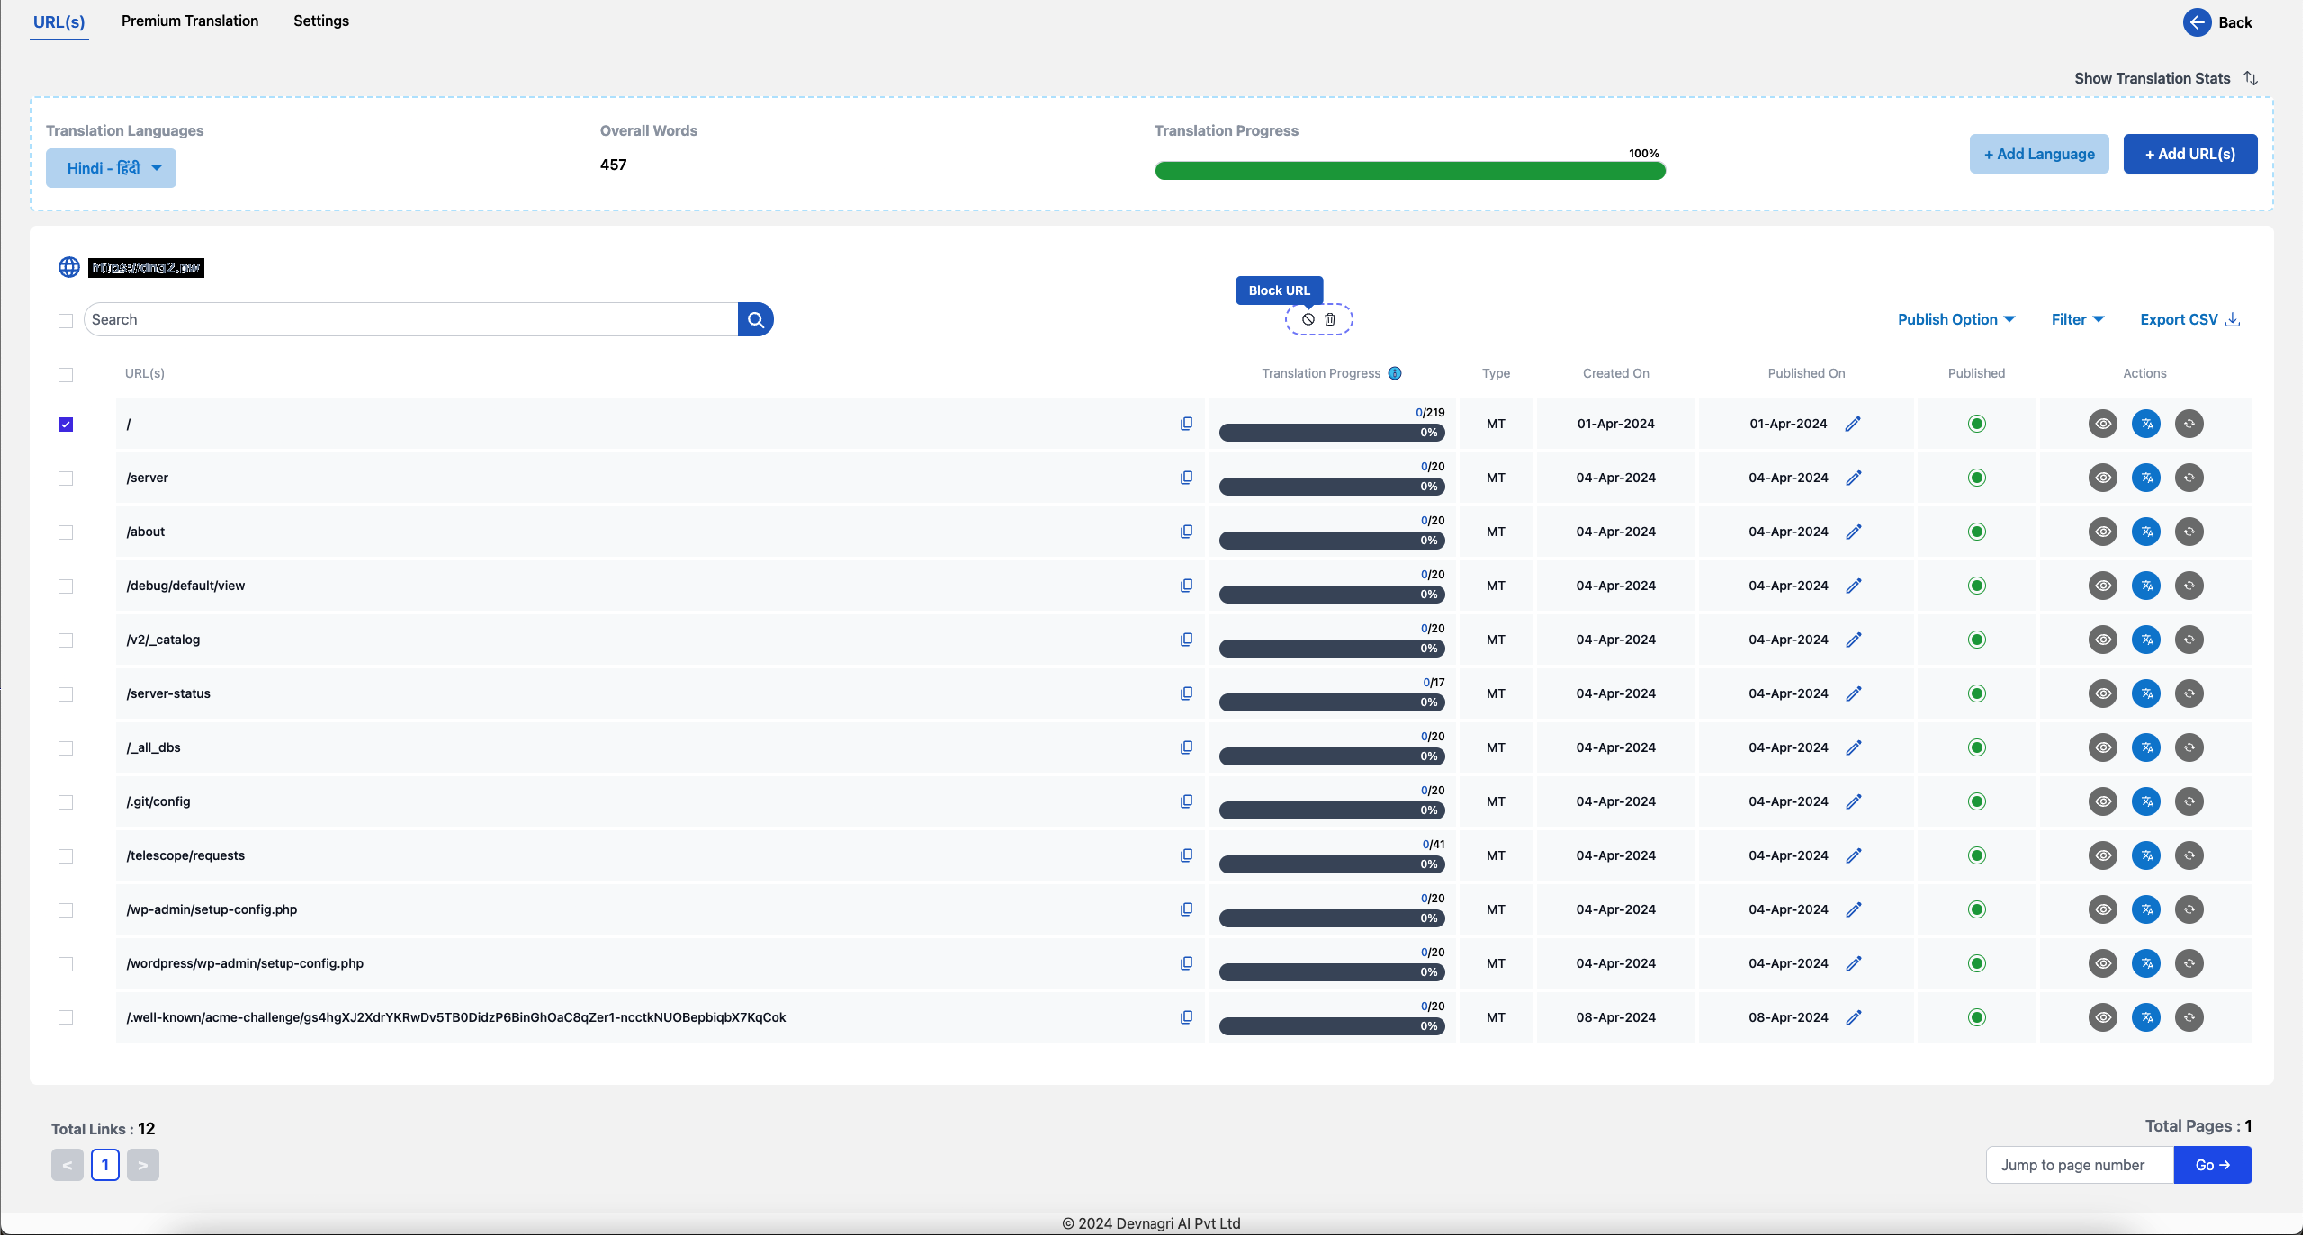 URL(s) Premium Translation Settings Back
Show Translation Stats
Translation Languages Overall Words Translation Progress
100%
Hindi - हिंदी 457 + Add Language + Add URL(s)
Block URL
Search Publish Option Filter Export CSV
URL(s) Translation Progress Type Created On Published On Published Actions
/ 0/219 0% MT 01-Apr-2024 01-Apr-2024
/server 0/20 0% MT 04-Apr-2024 04-Apr-2024
/about 0/20 0% MT 04-Apr-2024 04-Apr-2024
/debug/default/view 0/20 0% MT 04-Apr-2024 04-Apr-2024
/v2/_catalog 0/20 0% MT 04-Apr-2024 04-Apr-2024
/server-status 0/17 0% MT 04-Apr-2024 04-Apr-2024
/_all_dbs 0/20 0% MT 04-Apr-2024 04-Apr-2024
/.git/config 0/20 0% MT 04-Apr-2024 04-Apr-2024
/telescope/requests 0/41 0% MT 04-Apr-2024 04-Apr-2024
/wp-admin/setup-config.php 0/20 0% MT 04-Apr-2024 04-Apr-2024
/wordpress/wp-admin/setup-config.php 0/20 0% MT 04-Apr-2024 04-Apr-2024
/.well-known/acme-challenge/gs4hgXJ2XdrYKRwDv5TB0DidzP6BinGhOaC8qZer1-ncctkNUOBepbiqbX7KqCok 0/20 0% MT 08-Apr-2024 08-Apr-2024
Total Links : 12 Total Pages : 1
< 1 > Jump to page number Go →
© 2024 Devnagri AI Pvt Ltd